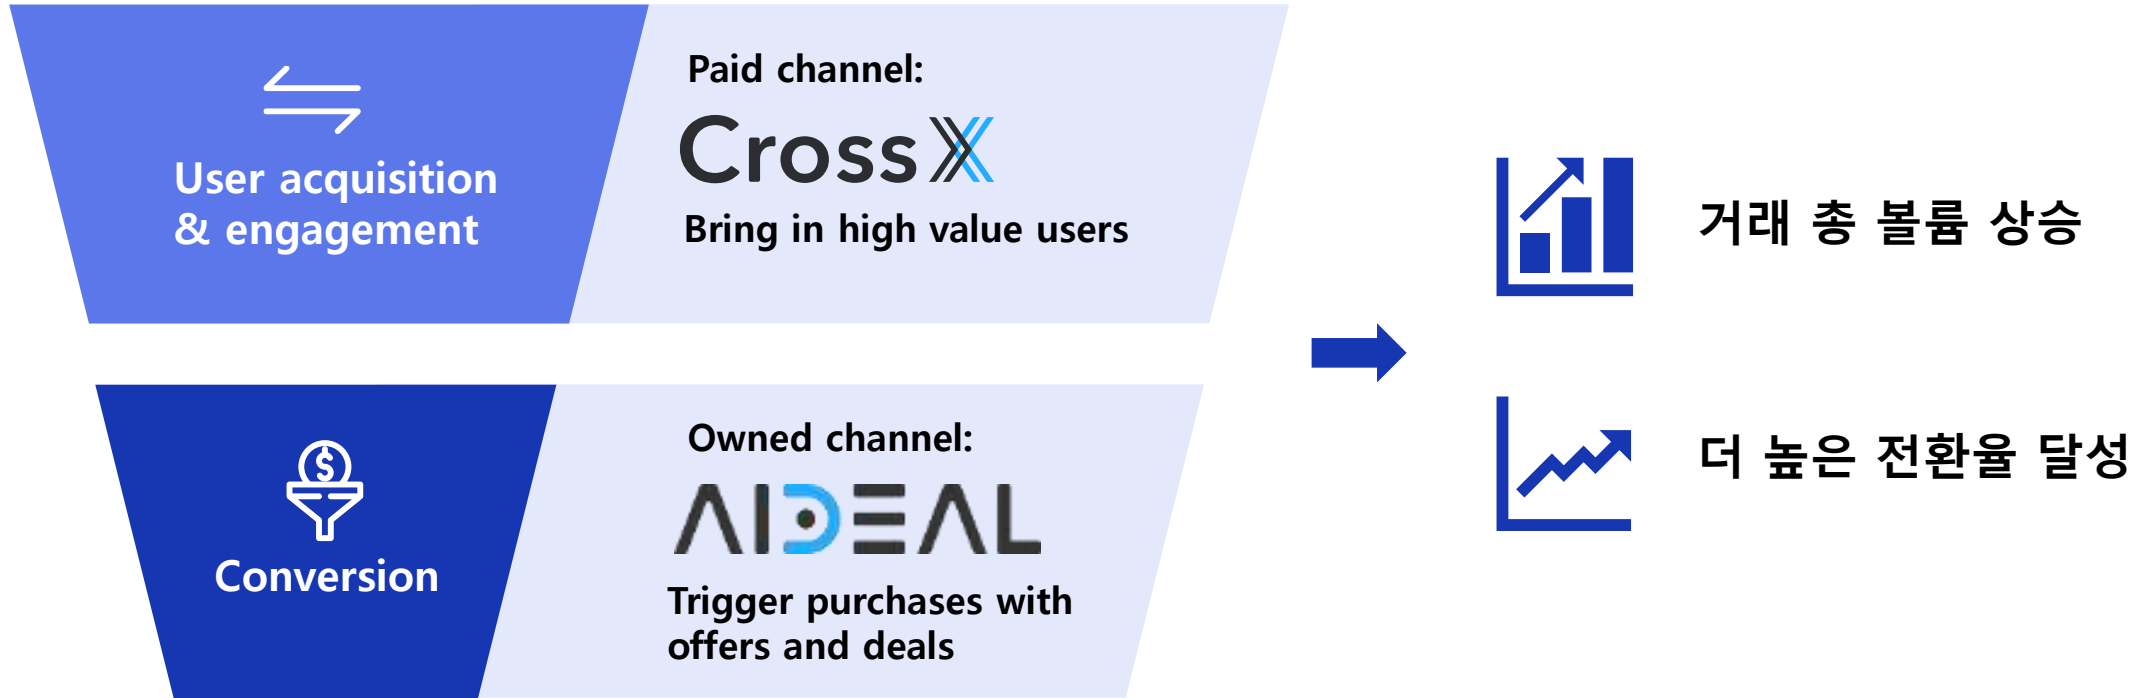 User acquisition
& engagement
Paid channel:
CrossX
Bring in high value users
Conversion
Owned channel:
AIDEAL
Trigger purchases with
offers and deals
거래 총 볼륨 상승
더 높은 전환율 달성